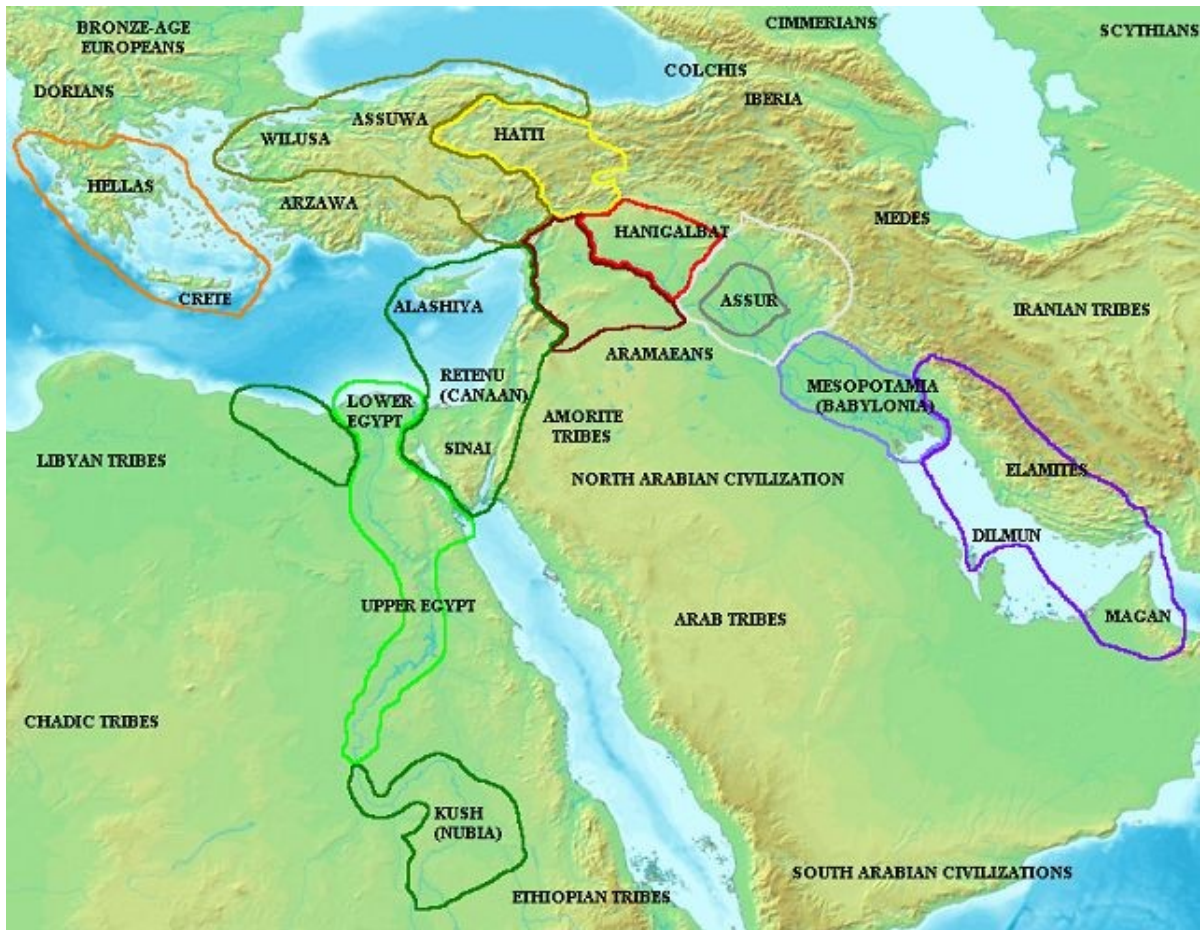 BRONZE-AGE
EUROPEANS
CIMMERIANS
SCYTHIANS
COLCHIS
DORIANS
IBERIA
ASSUWA
WILUSA
HATTI
HELLAS
ARZAWA
MEDES
HANIGALBAT
CRETE
ALASHIYA
ASSUR
IRANIAN TRIBES
ARAMAEANS
RETENU
(CANAAN)
MESOPOTAMIA
(BABYLONIA)
LOWER
EGYPT
AMORITE
TRIBES
SINAI
LIBYAN TRIBES
NORTH ARABIAN CIVILIZATION
ELAMITES
DILMUN
UPPER EGYPT
ARAB TRIBES
MAGAN
CHADIC TRIBES
KUSH
(NUBIA)
SOUTH ARABIAN CIVILIZATIONS
ETHIOPIAN TRIBES